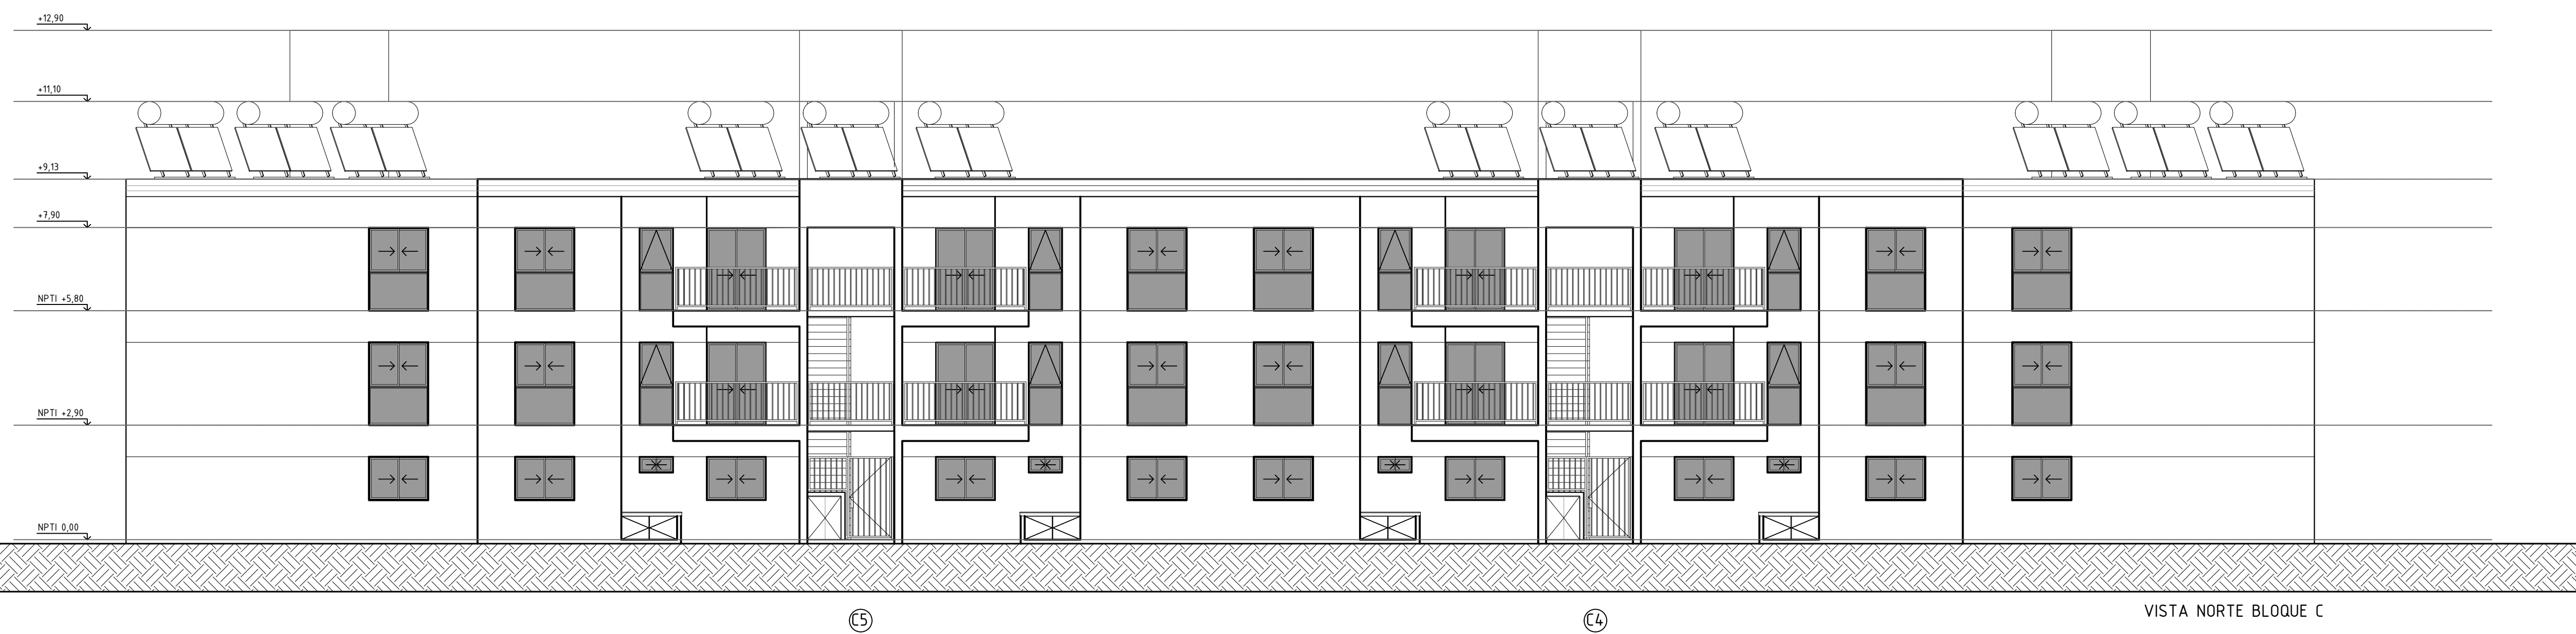 +12,90
+11,10
+9,13
+7,90
NPTI +5,80
NPTI +2,90
NPTI 0,00
C5
C4
VISTA NORTE BLOQUE C